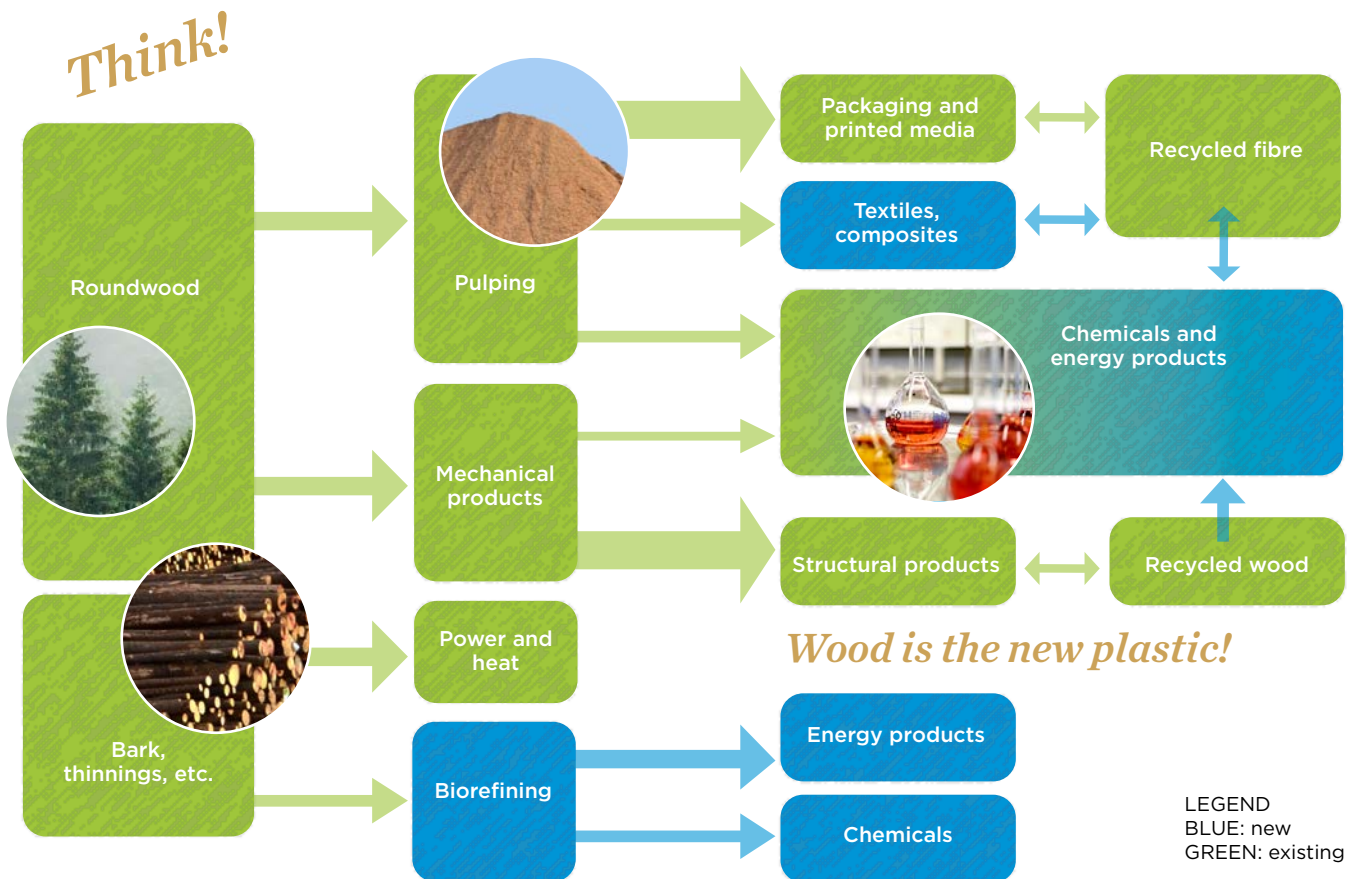 Think!
Roundwood
Bark,
thinnings, etc.
Pulping
Mechanical
products
Power and
heat
Biorefining
Packaging and
printed media
Textiles,
composites
Chemicals and
energy products
Structural products
Recycled fibre
Recycled wood
Wood is the new plastic!
Energy products
Chemicals
LEGEND
BLUE: new
GREEN: existing